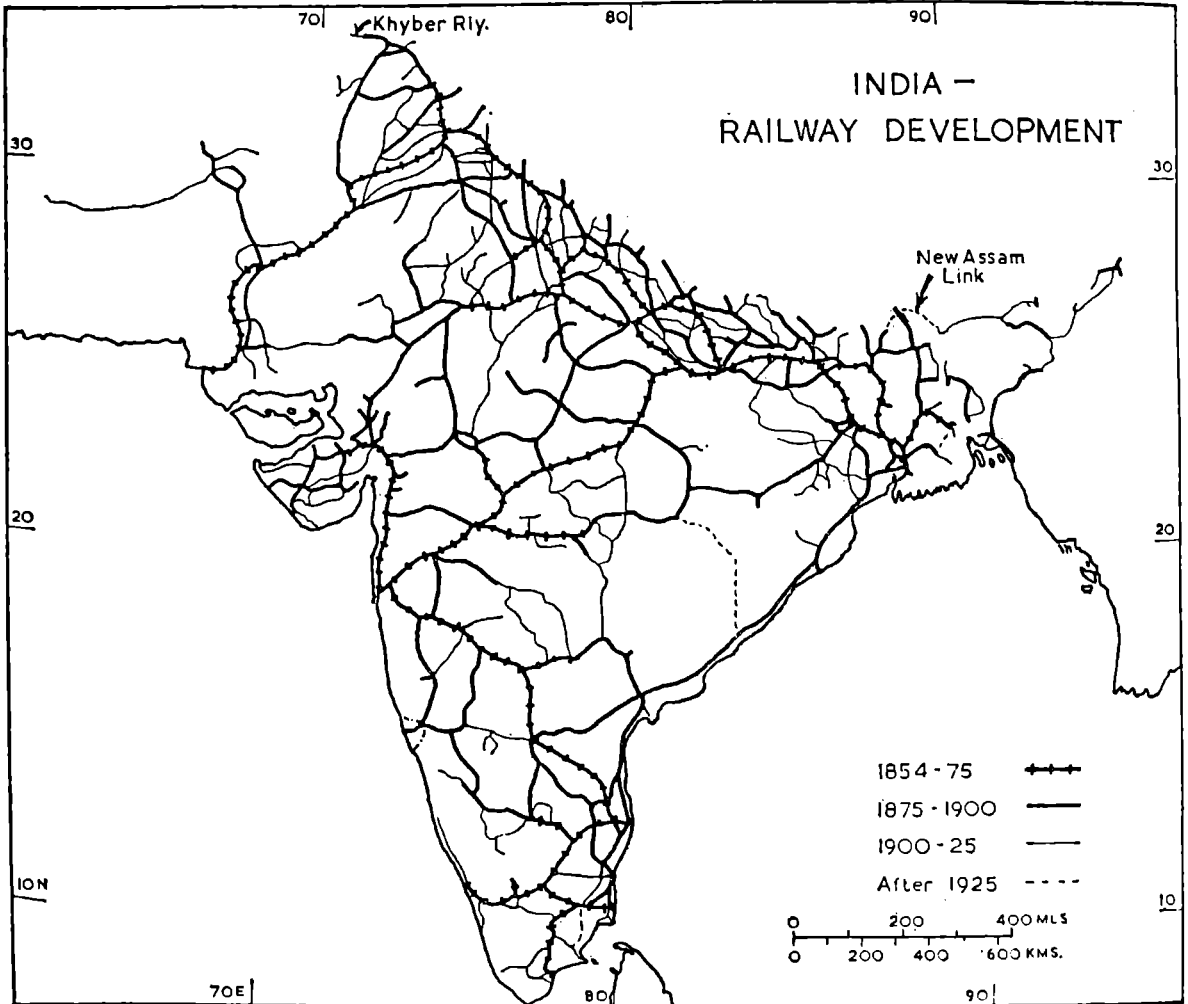 70
Khyber Rly.
80
90
INDIA –
RAILWAY DEVELOPMENT
30
30
New Assam
Link
20
20
1854-75
1875-1900
1900-25
After 1925
10N
10
0 200 400 MLS
0 200 400 600 KMS.
70E
80
90